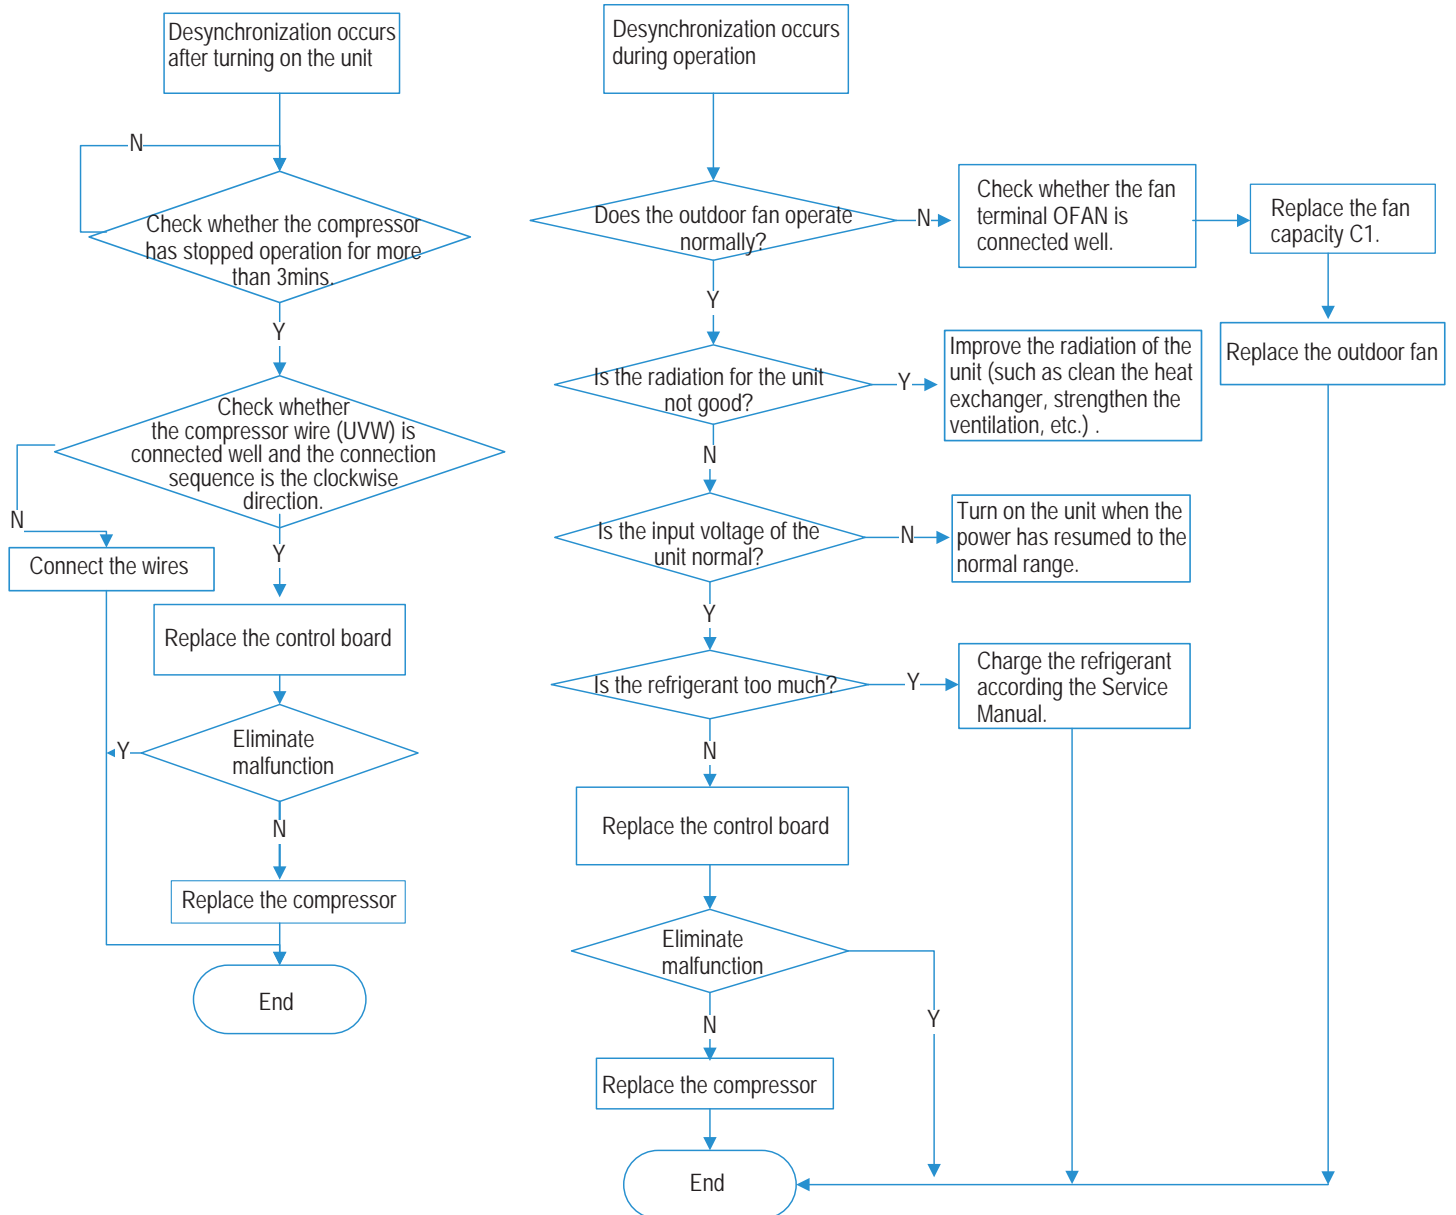 Desynchronization occurs
after turning on the unit
N
Check whether the compressor
has stopped operation for more
than 3mins.
Y
Check whether
the compressor wire (UVW) is
connected well and the connection
sequence is the clockwise
direction.
N
Y
Connect the wires
Replace the control board
Eliminate
malfunction
Y
N
Replace the compressor
End
Desynchronization occurs
during operation
Does the outdoor fan operate
normally?
N
Check whether the fan
terminal OFAN is
connected well.
Replace the fan
capacity C1.
Replace the outdoor fan
Y
Is the radiation for the unit
not good?
Y
Improve the radiation of the
unit (such as clean the heat
exchanger, strengthen the
ventilation, etc.) .
N
Is the input voltage of the
unit normal?
N
Turn on the unit when the
power has resumed to the
normal range.
Y
Is the refrigerant too much?
Y
Charge the refrigerant
according the Service
Manual.
N
Replace the control board
Eliminate
malfunction
Y
N
Replace the compressor
End